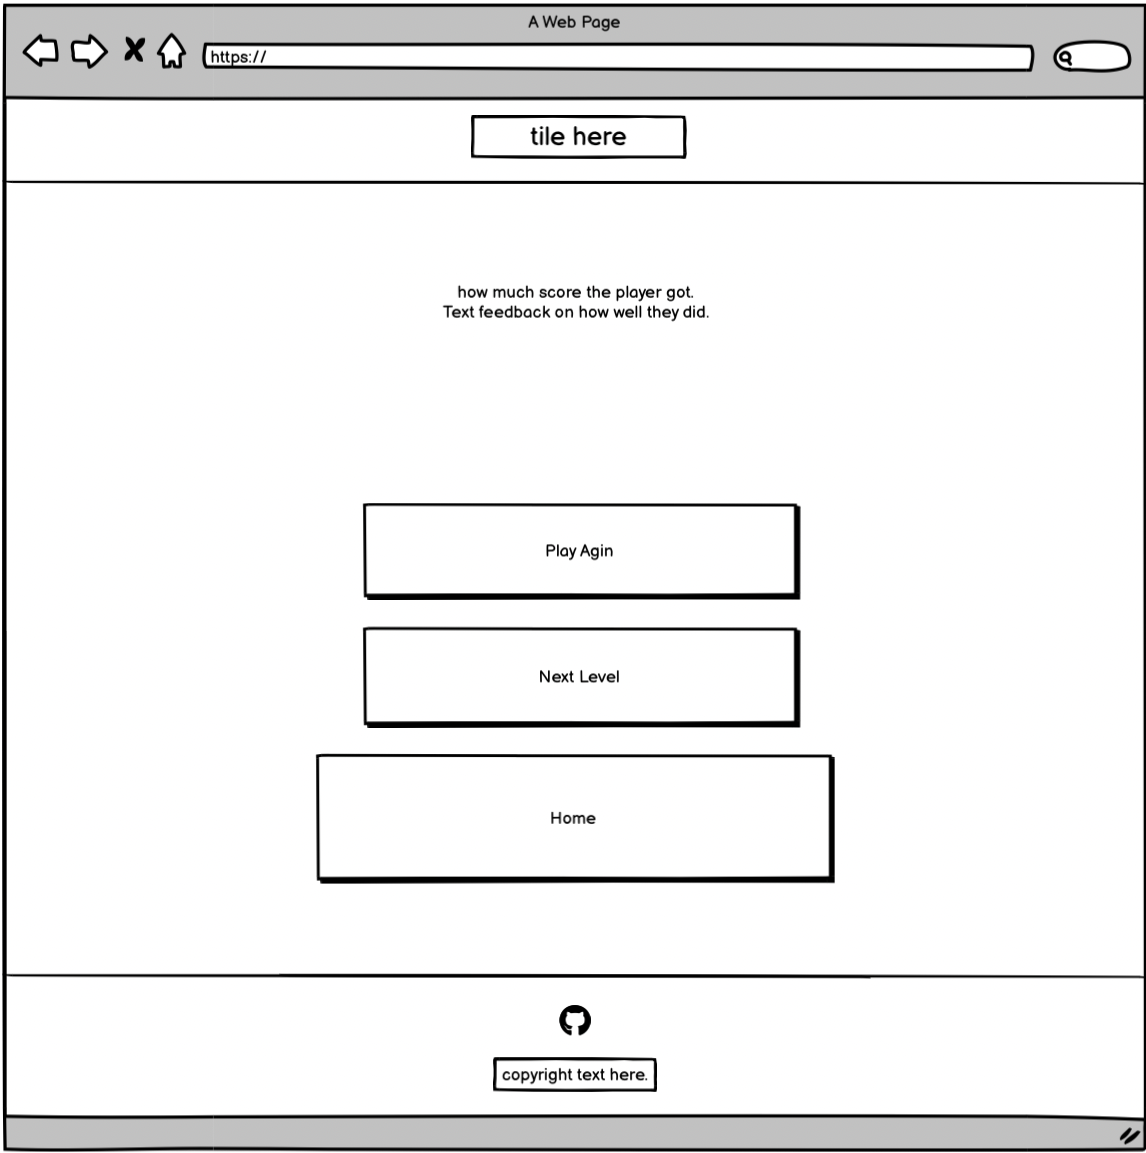 A Web Page
https://
tile here
how much score the player got.
Text feedback on how well they did.
Play Agin
Next Level
Home
copyright text here.